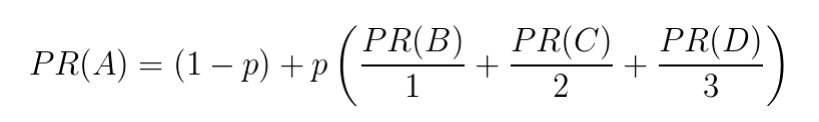 PR(A) = (1 − p) + p ( PR(B)/1 + PR(C)/2 + PR(D)/3 )